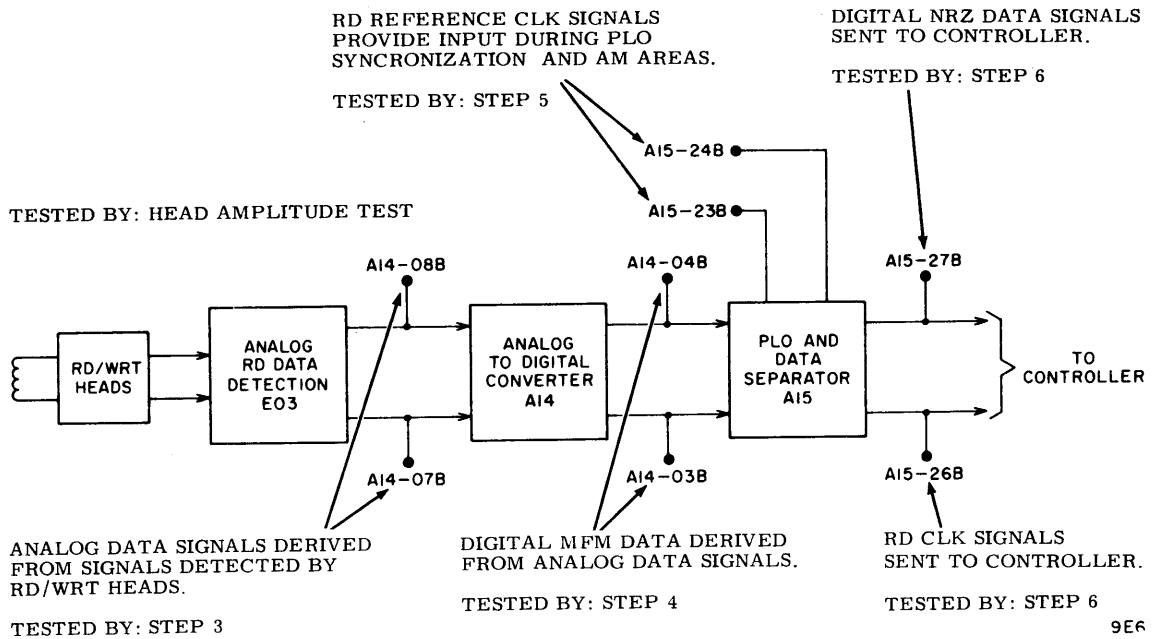 RD REFERENCE CLK SIGNALS
PROVIDE INPUT DURING PLO
SYNCRONIZATION AND AM AREAS.
TESTED BY: STEP 5
DIGITAL NRZ DATA SIGNALS
SENT TO CONTROLLER.
TESTED BY: STEP 6
A15-24B
A15-23B
TESTED BY: HEAD AMPLITUDE TEST
A14-08B
A14-04B
A15-27B
RD/WRT
HEADS
ANALOG
RD DATA
DETECTION
E03
ANALOG
TO DIGITAL
CONVERTER
A14
PLO AND
DATA
SEPARATOR
A15
TO
CONTROLLER
A14-07B
A14-03B
A15-26B
ANALOG DATA SIGNALS DERIVED
FROM SIGNALS DETECTED BY
RD/WRT HEADS.
TESTED BY: STEP 3
DIGITAL MFM DATA DERIVED
FROM ANALOG DATA SIGNALS.
TESTED BY: STEP 4
RD CLK SIGNALS
SENT TO CONTROLLER.
TESTED BY: STEP 6
9E6